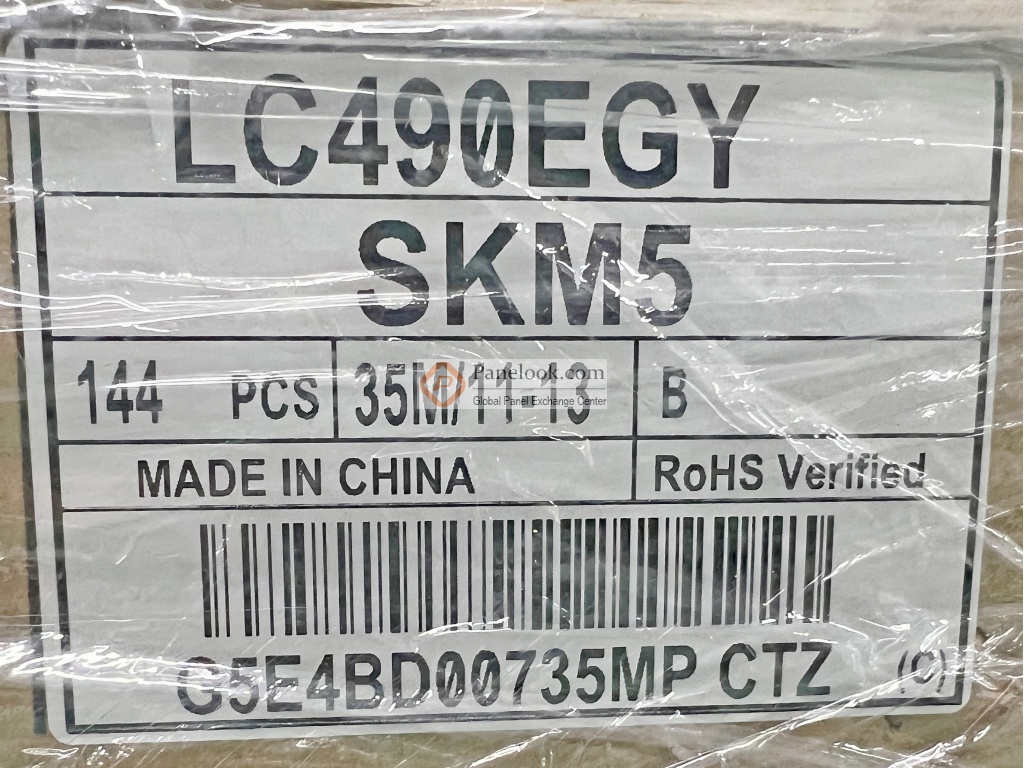 LC490EGY
SKM5
144 PCS 35M/11-13 B
Panelook.com
Global Panel Exchange Center
MADE IN CHINA RoHS Verified
G5E4BD00735MP CTZ (C)